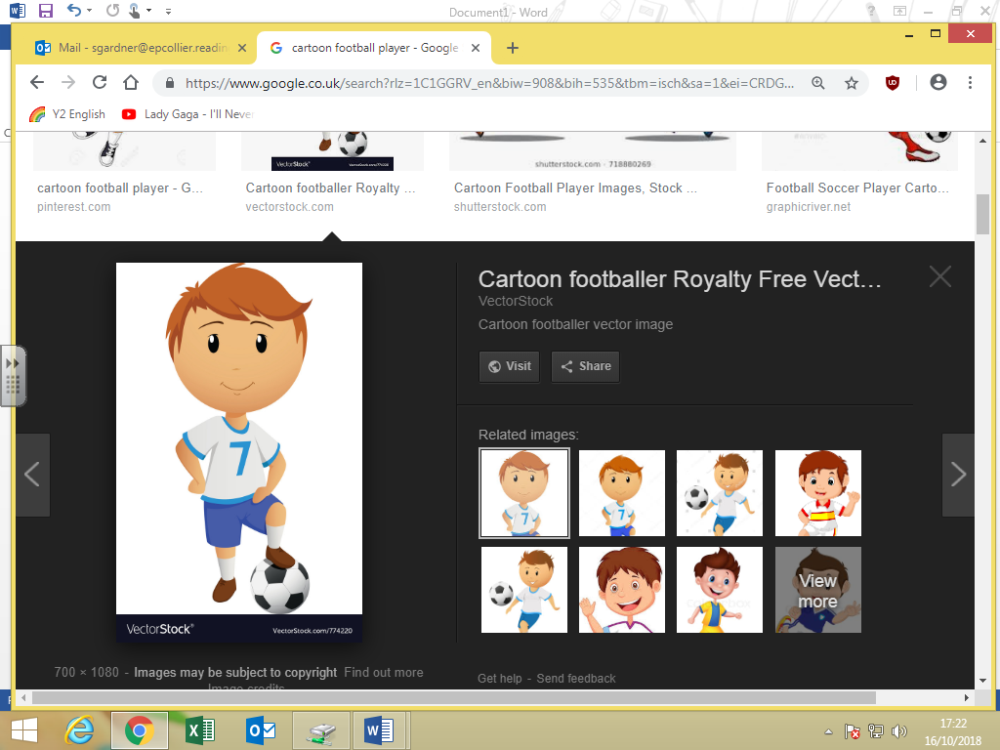 Document1 - Word
Mail - sgardner@epcollier.readin
cartoon football player - Google
https://www.google.co.uk/search?rlz=1C1GGRV_en&biw=908&bih=535&tbm=isch&sa=1&ei=CRDG...
Y2 English
Lady Gaga - I'll Never
VectorStock®
VectorStock.com/774220
shutterstock.com • 718880269
cartoon football player - G...
Cartoon footballer Royalty ...
Cartoon Football Player Images, Stock ...
Football Soccer Player Carto...
pinterest.com
vectorstock.com
shutterstock.com
graphicriver.net
Cartoon footballer Royalty Free Vect...
VectorStock
Cartoon footballer vector image
Visit
Share
Related images:
7
7
7
View
more
VectorStock®
VectorStock.com/774220
700 × 1080 - Images may be subject to copyright Find out more
Image credits
Get help - Send feedback
17:22
16/10/2018